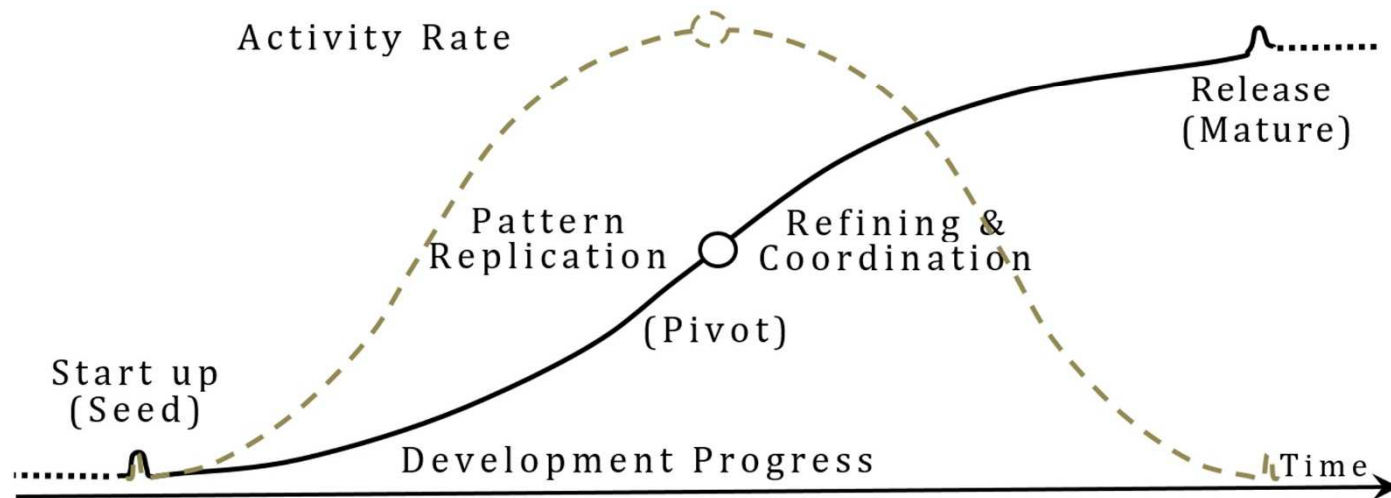 Activity Rate
Release
(Mature)
Pattern
Replication
Refining &
Coordination
(Pivot)
Start up
(Seed)
Development Progress
Time